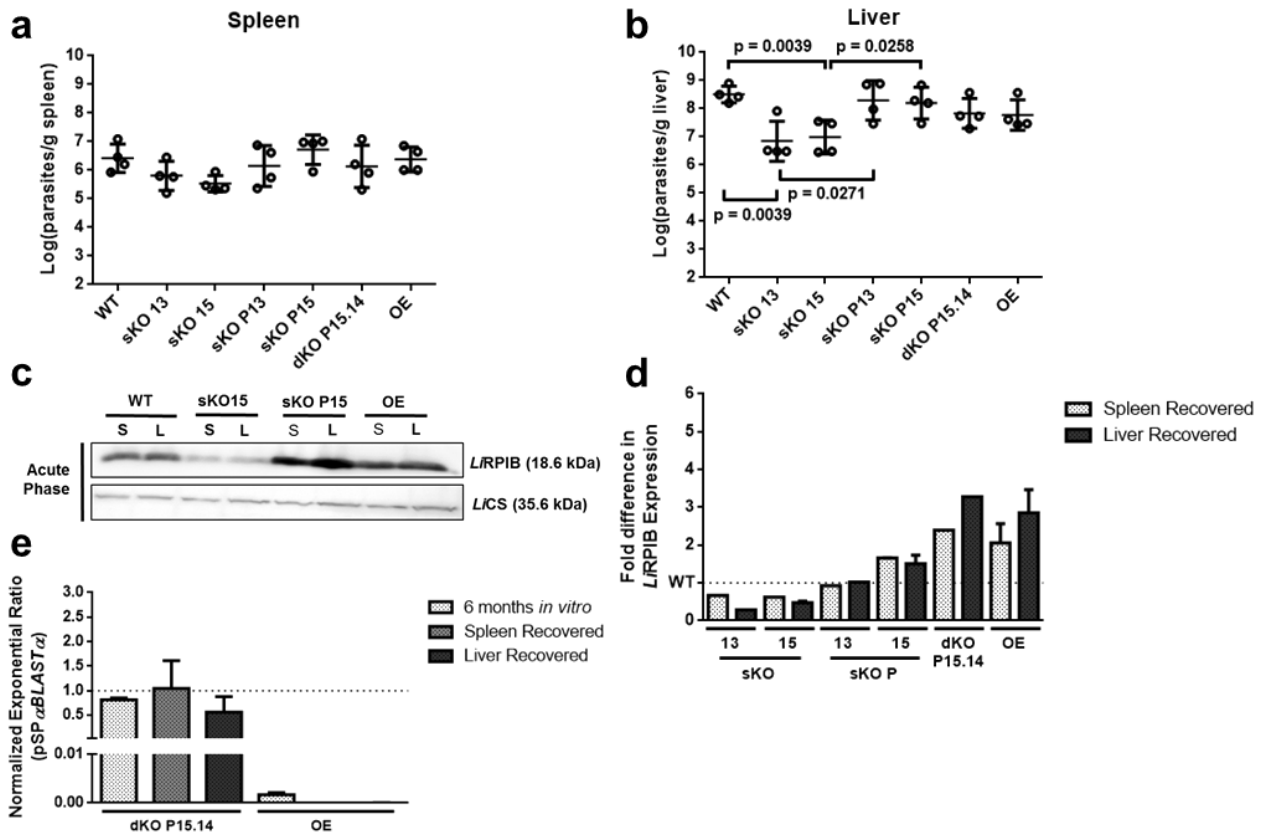 a
Spleen
Log(parasites/g spleen)
10
9
8
7
6
5
4
3
2
WT
sKO 13
sKO 15
sKO P13
sKO P15
dKO P15.14
OE
b
Liver
Log(parasites/g liver)
10
9
8
7
6
5
4
3
2
p = 0.0039
p = 0.0258
p = 0.0271
p = 0.0039
WT
sKO 13
sKO 15
sKO P13
sKO P15
dKO P15.14
OE
c
WT sKO15 sKO P15 OE
S L S L S L S L
Acute
Phase
LiRPIB (18.6 kDa)
LiCS (35.6 kDa)
d
Fold difference in
LiRPIB Expression
6
5
4
3
2
WT
0
13 15 13 15 dKO OE
P15.14
sKO sKO P
Spleen Recovered
Liver Recovered
e
Normalized Exponential Ratio
(pSPαBLASTα)
3.0
2.5
2.0
1.5
1.0
0.5
0.01
0.00
dKO P15.14 OE
6 months in vitro
Spleen Recovered
Liver Recovered